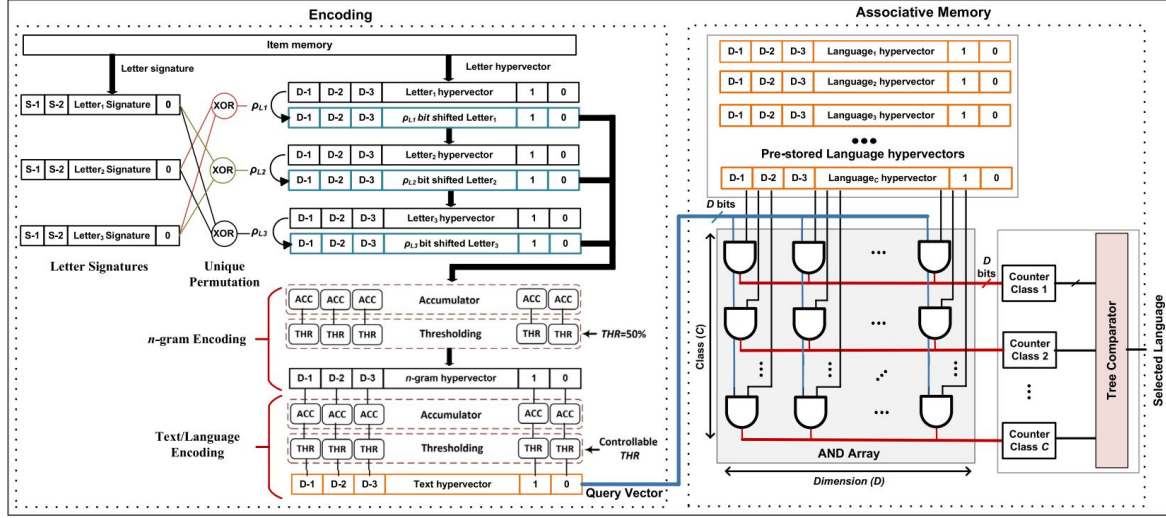 Encoding
Item memory
Letter signature
Letter hypervector
S-1 S-2 Letter1 Signature 0
XOR
ρL1
D-1 D-2 D-3 Letter1 hypervector 1 0
D-1 D-2 D-3 ρL1 bit shifted Letter1 1 0
S-1 S-2 Letter2 Signature 0
XOR
ρL2
D-1 D-2 D-3 Letter2 hypervector 1 0
D-1 D-2 D-3 ρL2 bit shifted Letter2 1 0
S-1 S-2 Letter3 Signature 0
XOR
ρL3
D-1 D-2 D-3 Letter3 hypervector 1 0
D-1 D-2 D-3 ρL3 bit shifted Letter3 1 0
Letter Signatures
Unique
Permutation
n-gram Encoding
ACC ACC ACC Accumulator ACC ACC
THR THR THR Thresholding THR THR
THR=50%
D-1 D-2 D-3 n-gram hypervector 1 0
Text/Language
Encoding
ACC ACC ACC Accumulator ACC ACC
THR THR THR Thresholding THR THR
Controllable
THR
D-1 D-2 D-3 Text hypervector 1 0
Query Vector
Associative Memory
D-1 D-2 D-3 Language1 hypervector 1 0
D-1 D-2 D-3 Language2 hypervector 1 0
D-1 D-2 D-3 Language3 hypervector 1 0
Pre-stored Language hypervectors
D-1 D-2 D-3 LanguageC hypervector 1 0
D bits
Class (C)
D
bits
Counter
Class 1
Counter
Class 2
Counter
Class C
Tree Comparator
Selected Language
AND Array
Dimension (D)